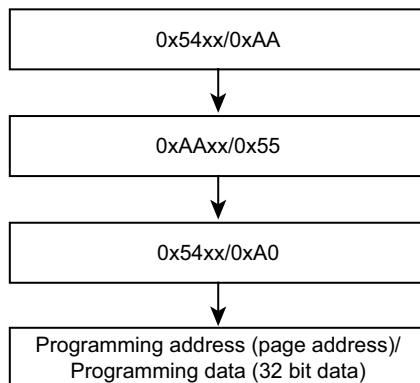 0x54xx/0xAA
0xAAxx/0x55
0x54xx/0xA0
Programming address (page address)/
Programming data (32 bit data)